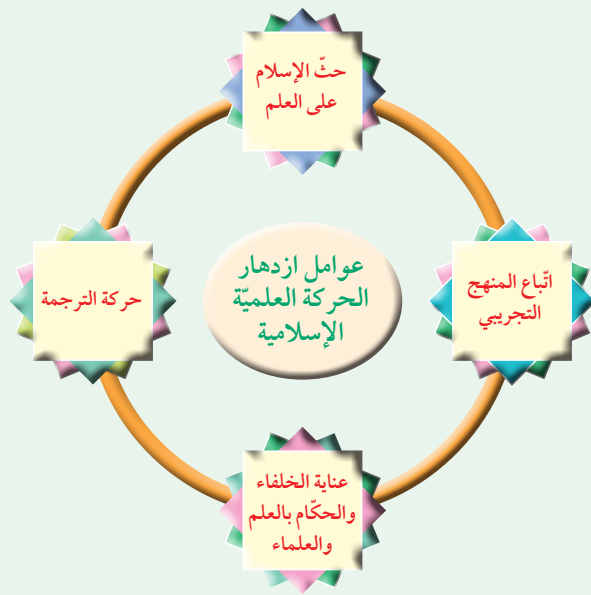 حثّ الإسلام
على العلم
عوامل ازدهار
الحركة العلميّة
الإسلامية
اتّباع المنهج
التجريبي
حركة الترجمة
عناية الخلفاء
والحكّام بالعلم
والعلماء